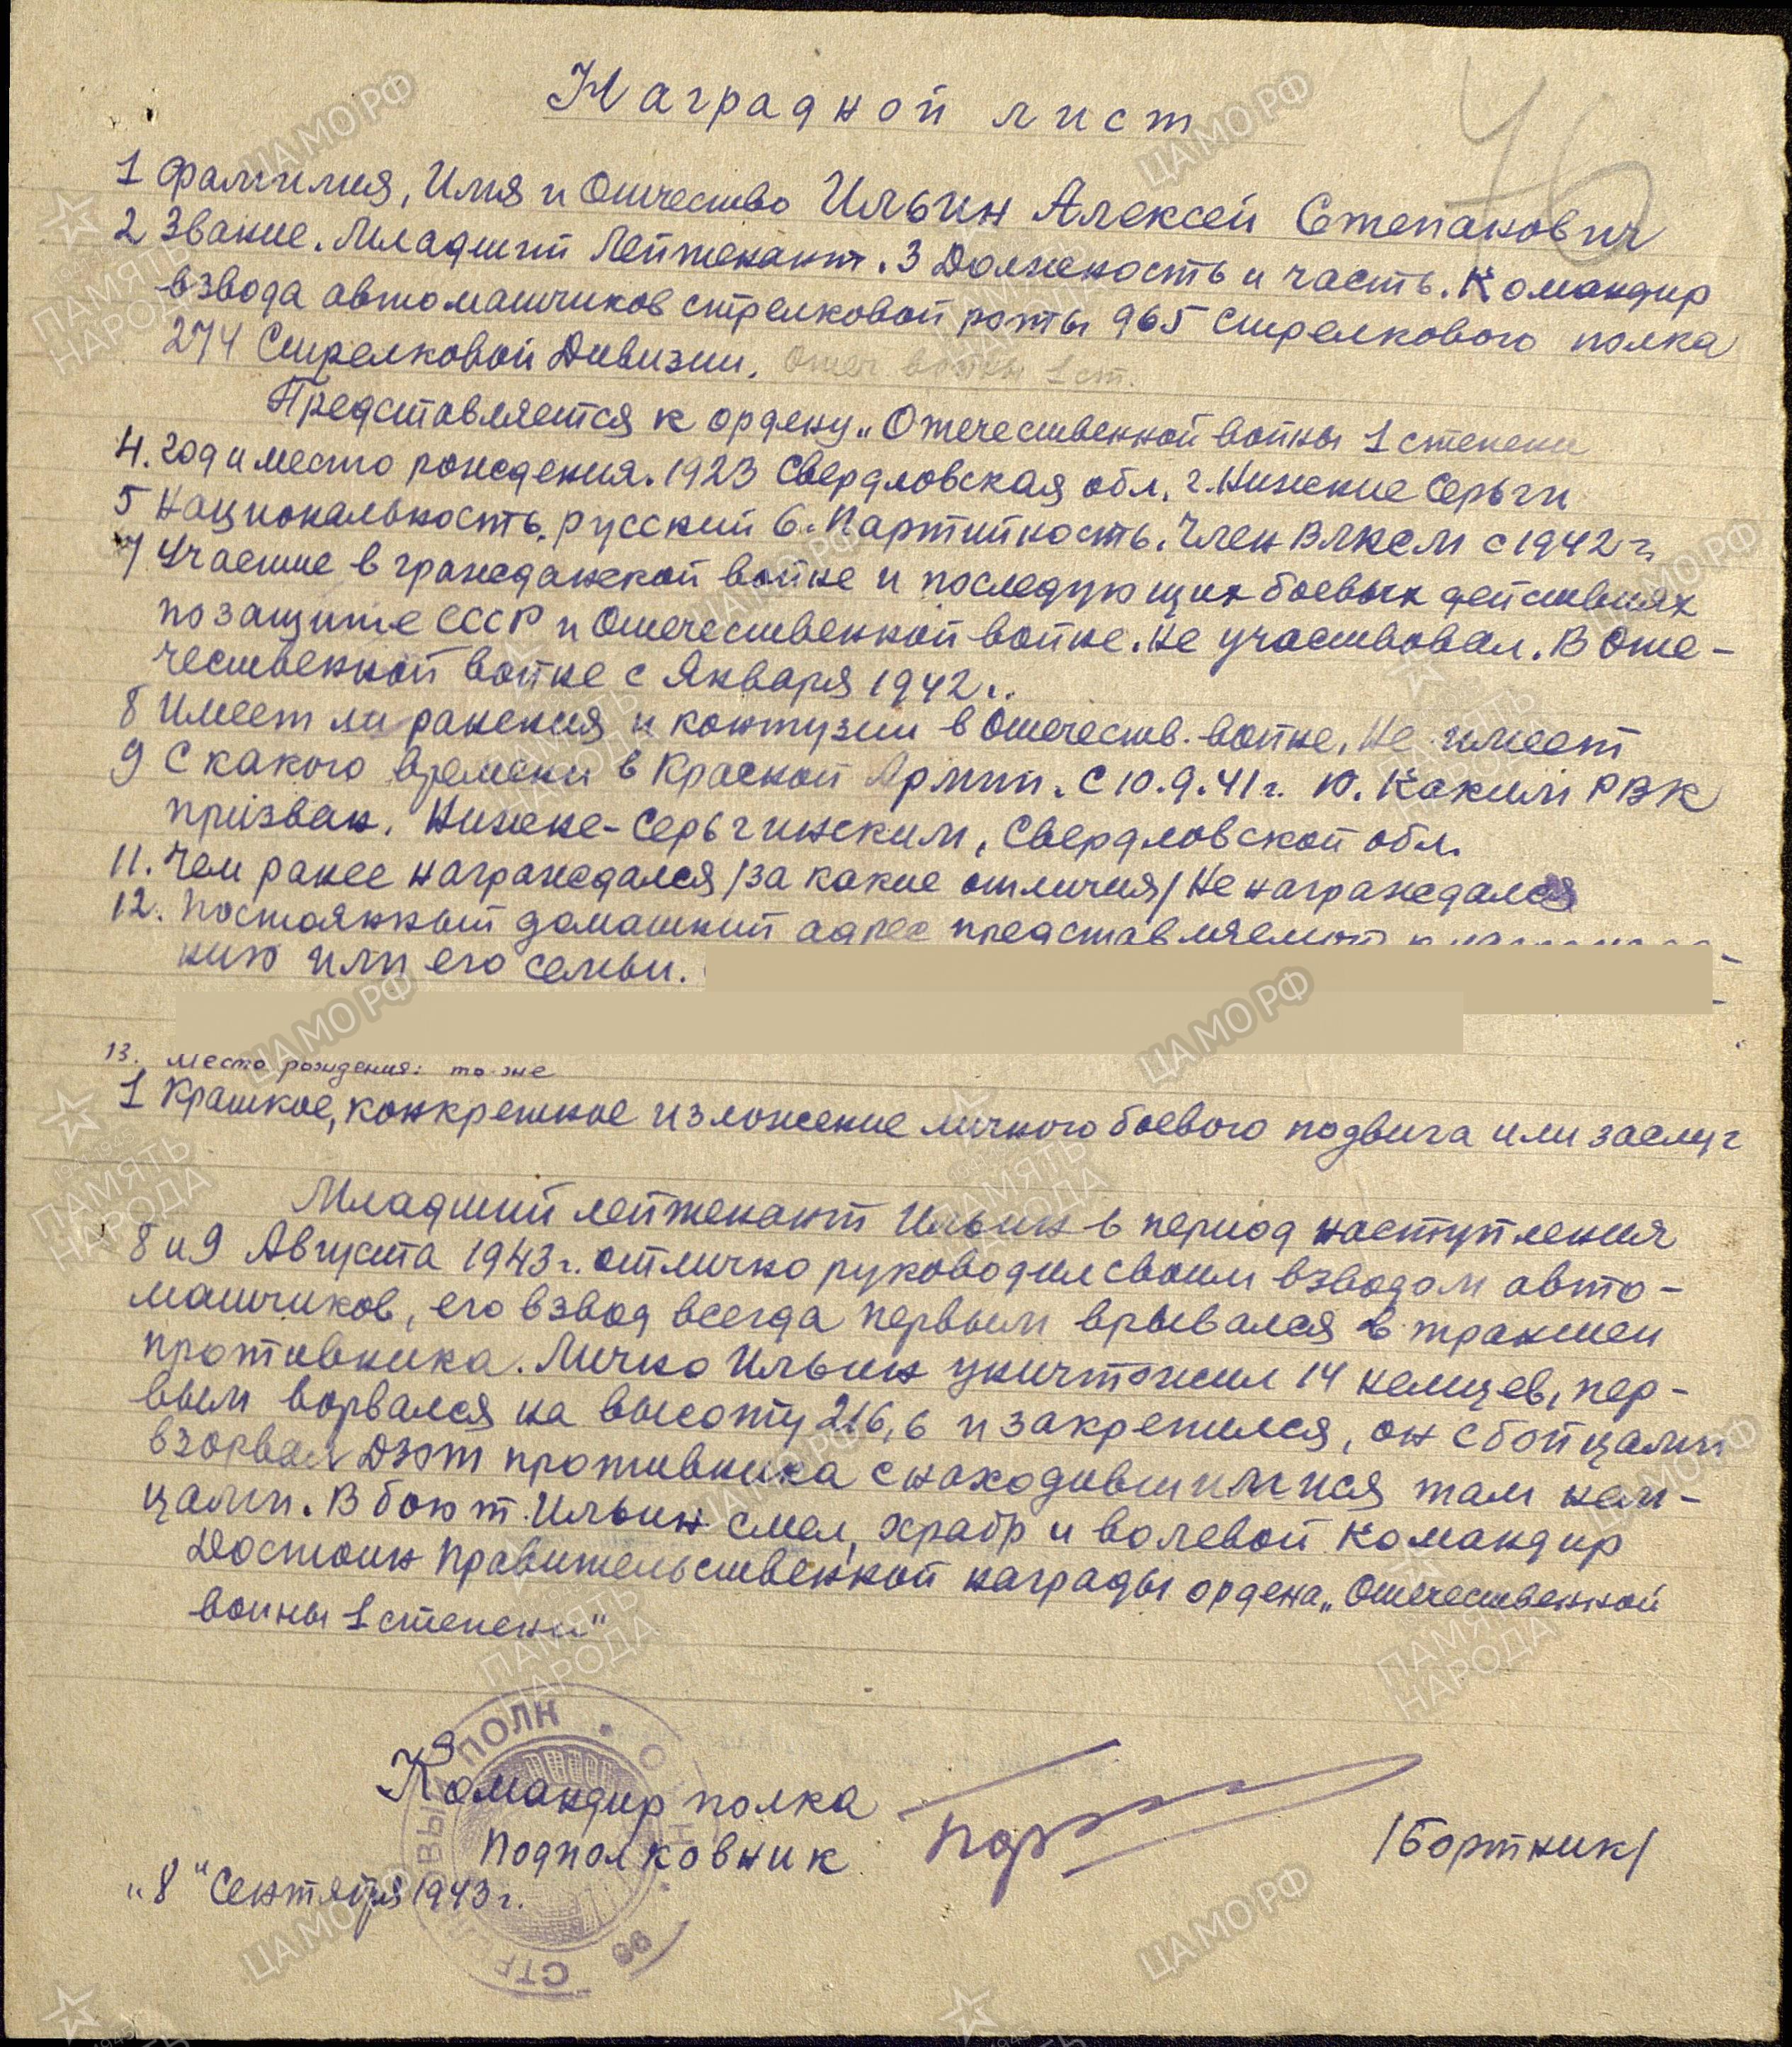 76
Наградной лист
1 Фамилия, Имя и Отчество Ильин Алексей Степанович
2 Звание. Младший Лейтенант. 3 Должность и часть. Командир
взвода автоматчиков стрелковой роты 965 Стрелкового полка
274 Стрелковой Дивизии. Отеч. войны 1 ст.
Представляется к ордену „Отечественной войны 1 степени
4. год и место рождения. 1923 Свердловская обл. г. Нижние Серьги
5 Национальность. русский 6. Партийность. Член ВЛКСМ с 1942 г.
7 Участие в гражданской войне и последующих боевых действиях
по защите СССР и Отечественной войне. Не участвовал. В Оте-
чественной войне с Января 1942 г.
8 Имеет ли ранения и контузии в Отечеств. войне. Не имеет
9 С какого времени в Красной Армии. С 10.9.41 г. 10. Каким РВК
призван. Нижне-Сергинским, Свердловской обл.
11. Чем ранее награждался /за какие отличия/ Не награждался
12. Постоянный домашний адрес представляемого к награжде-
нию или его семьи.
13. место рождения: то-же
1 Краткое, конкретное изложение личного боевого подвига или заслуг
Младший лейтенант Ильин в период наступления
8 и 9 Августа 1943 г. отлично руководил своим взводом авто-
матчиков, его взвод всегда первым врывался в траншеи
противника. Лично Ильин уничтожил 14 немцев, пер-
вым ворвался на высоту 216,6 и закрепился, он с бойцами
взорвал ДЗОТ противника с находившимися там нем-
цами. В бою т. Ильин смел, храбр и волевой командир
Достоин Правительственной награды ордена „Отечественной
войны 1 степени"
Командир полка
Подполковник /Бортник/
„8" Сентября 1943 г.
ПАМЯТЬ НАРОДА
ЦАМО.РФ